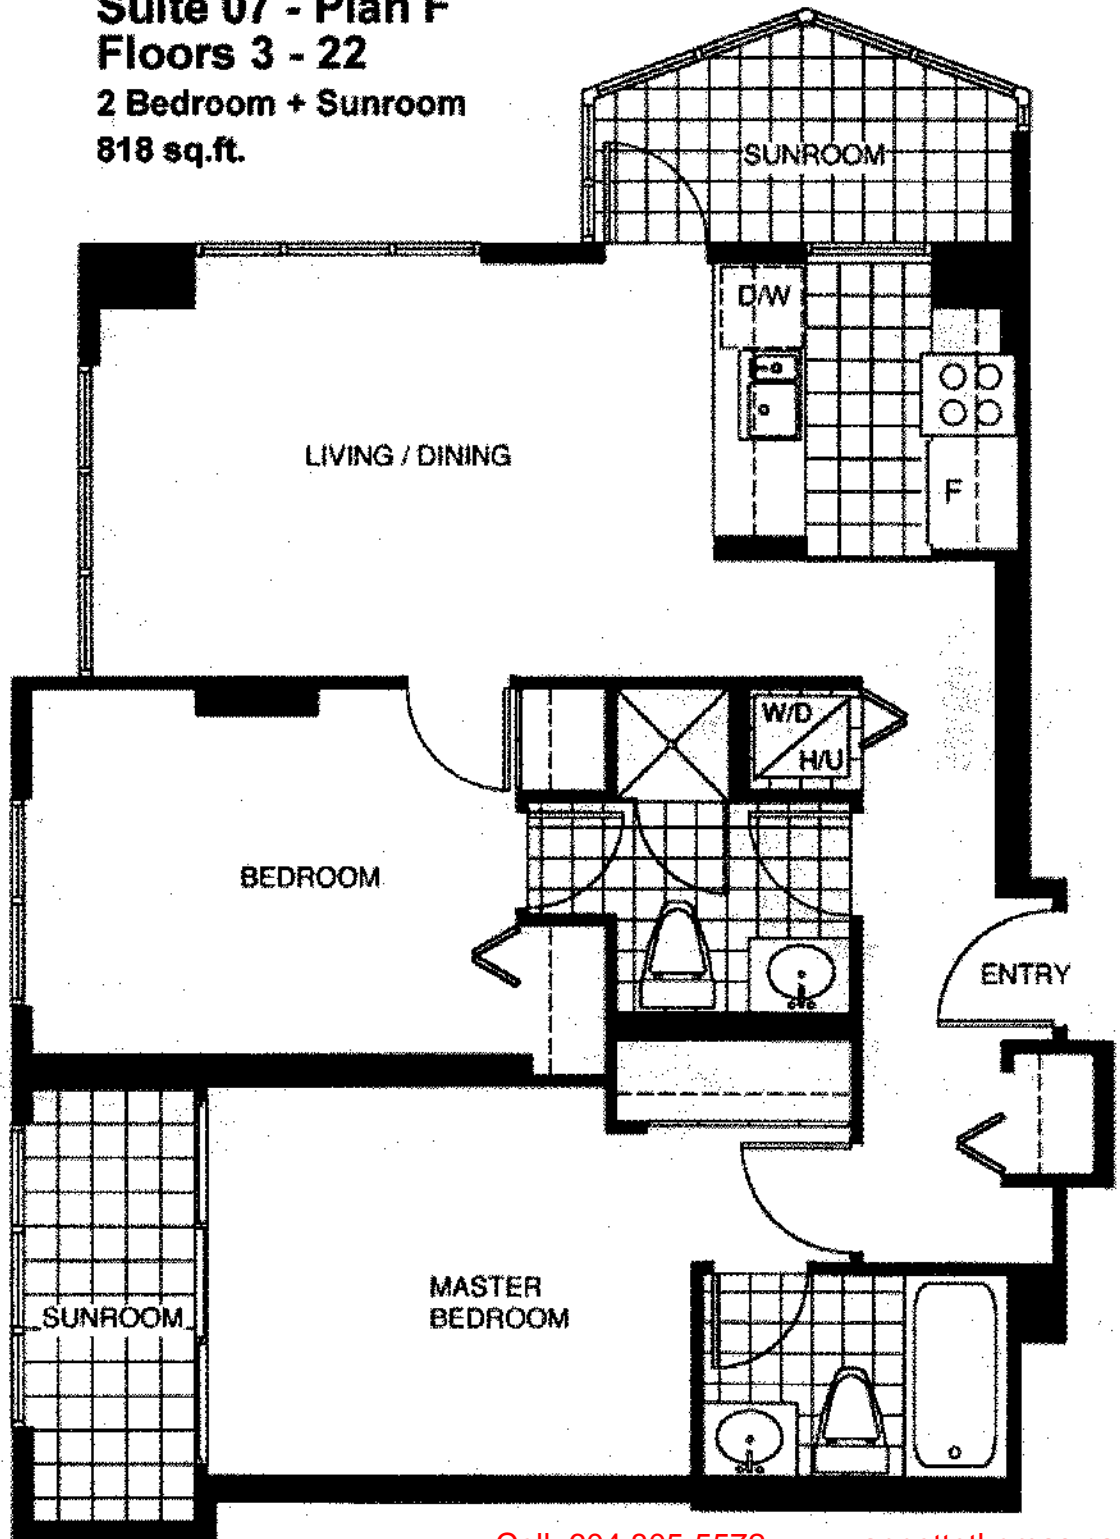 Suite 07 - Plan F
Floors 3 - 22
2 Bedroom + Sunroom
818 sq.ft.
SUNROOM
D/W
LIVING / DINING
F
W/D
H/U
BEDROOM
ENTRY
MASTER
BEDROOM
SUNROOM